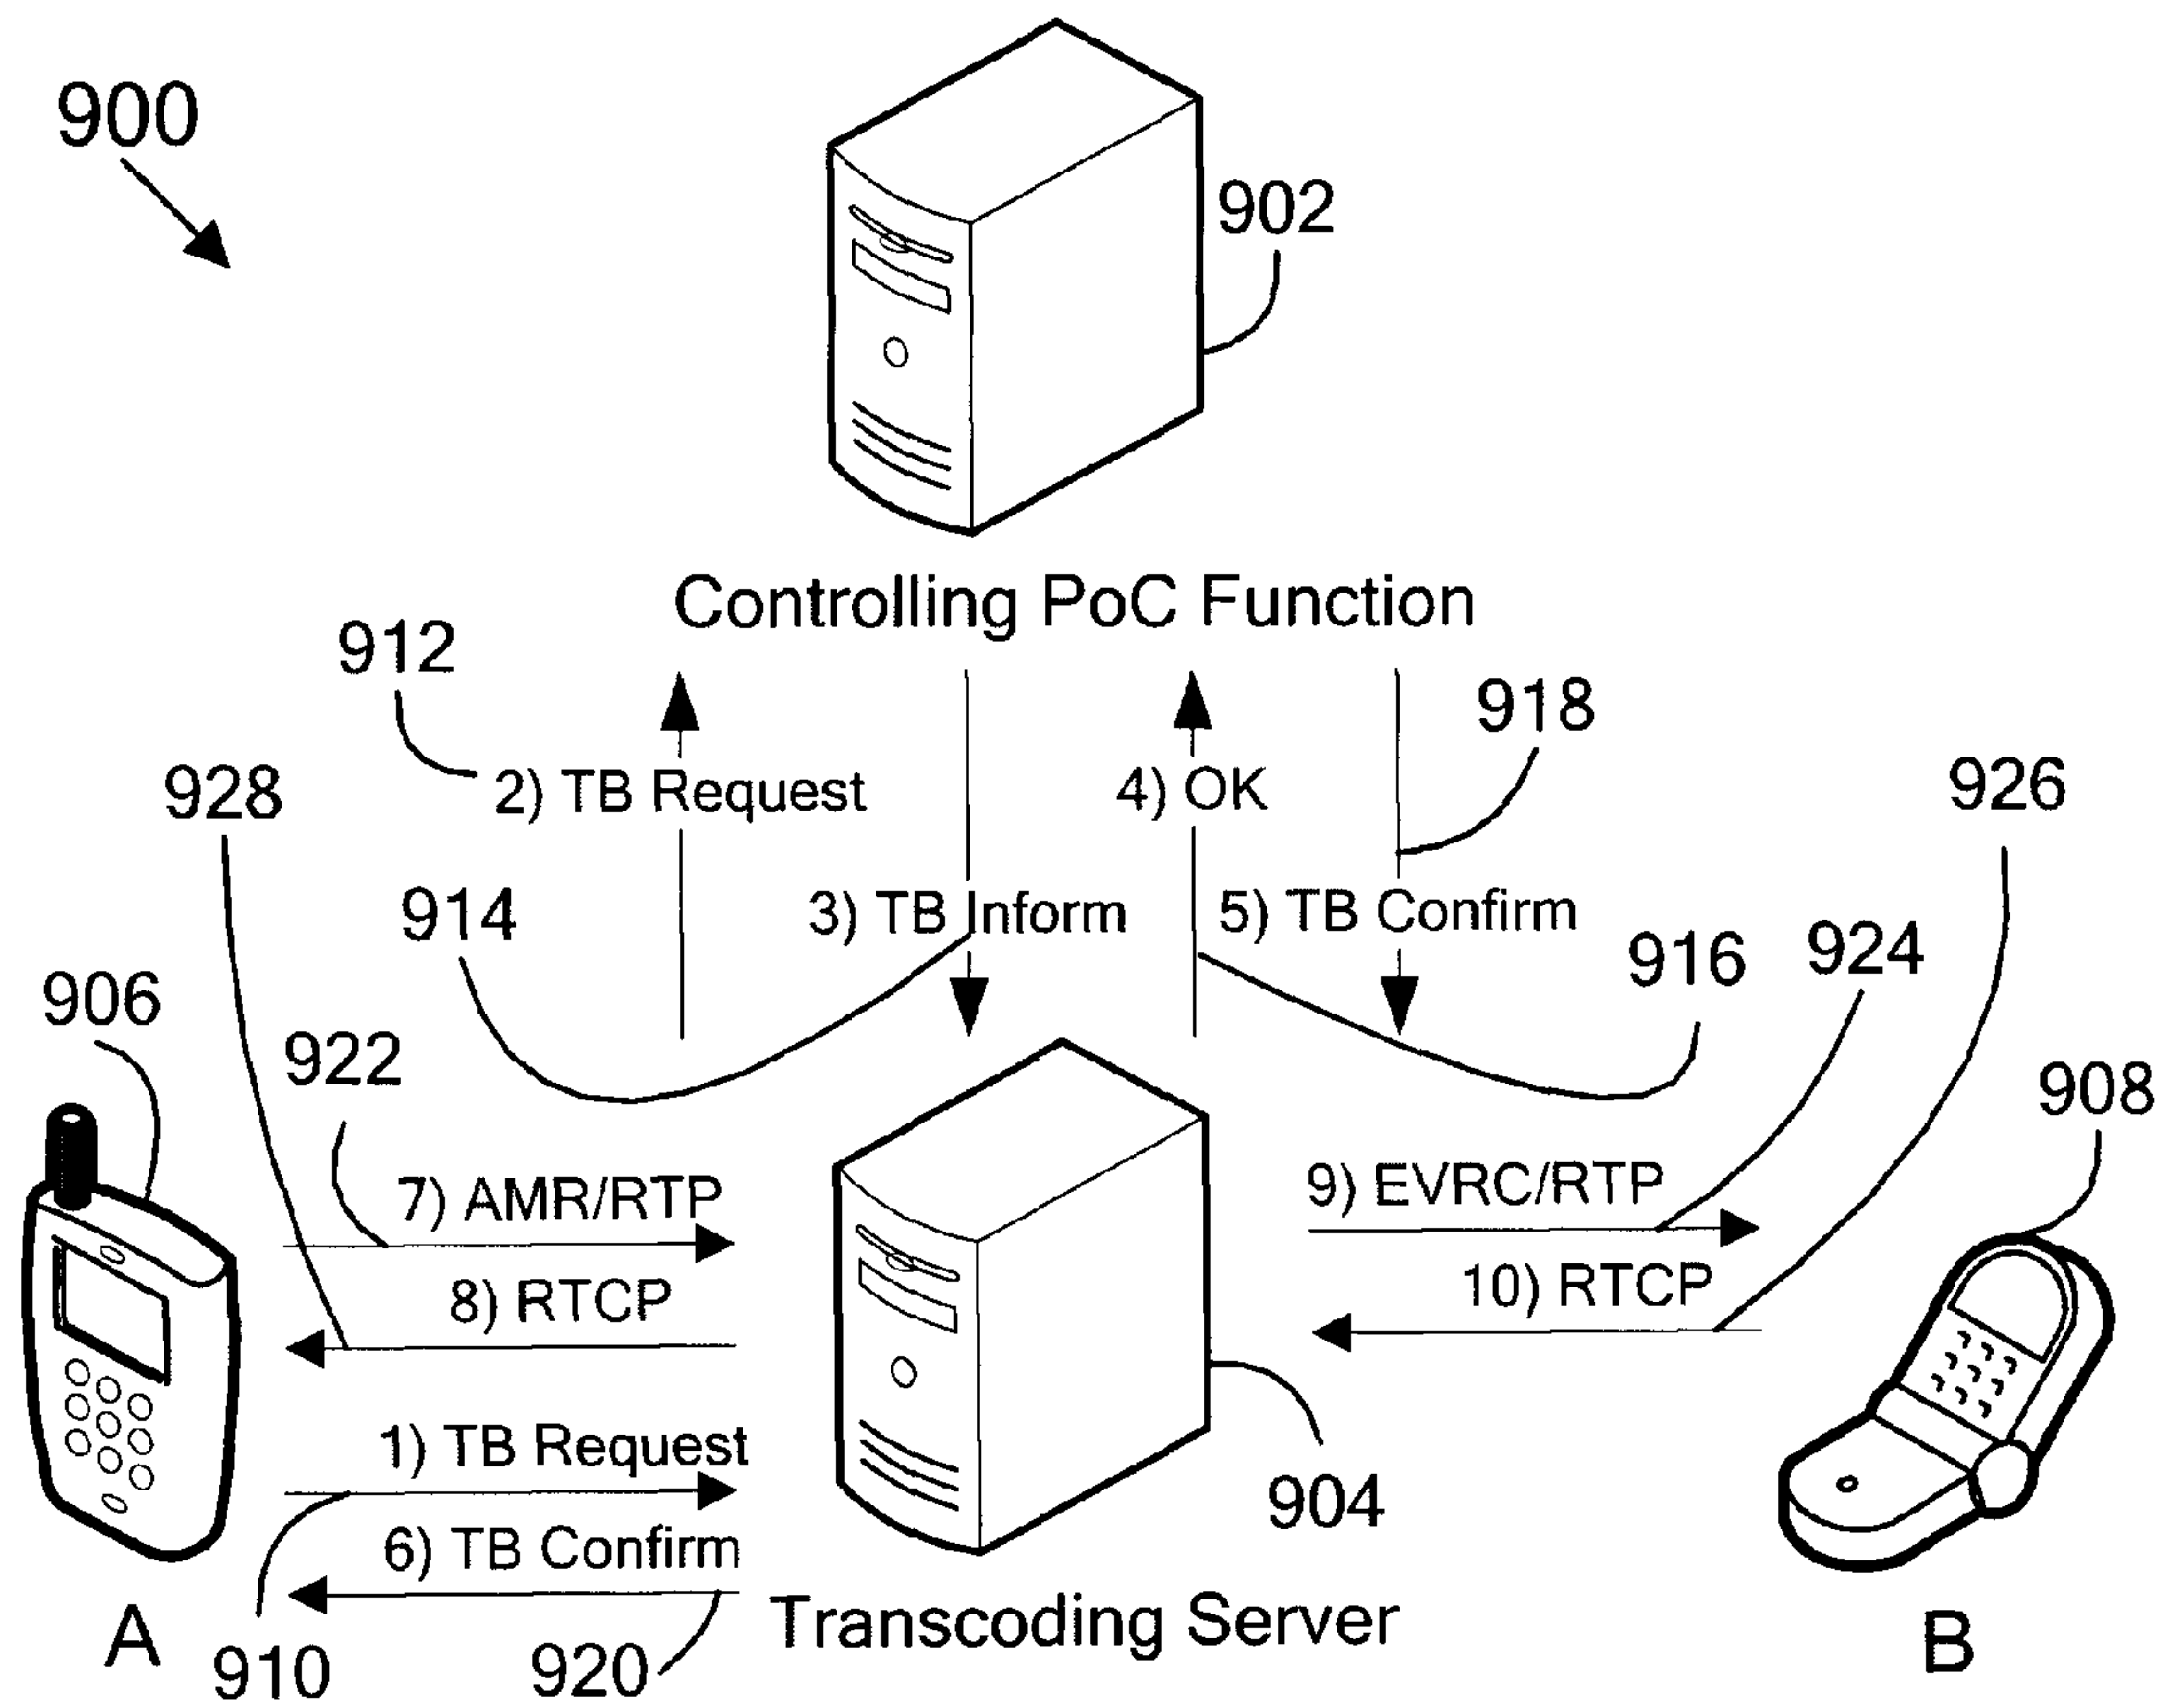 900
902
Controlling PoC Function
912
918
928
2) TB Request
4) OK
926
914
3) TB Inform
5) TB Confirm
916
924
906
922
908
7) AMR/RTP
9) EVRC/RTP
8) RTCP
10) RTCP
1) TB Request
904
6) TB Confirm
Transcoding Server
A
B
910
920